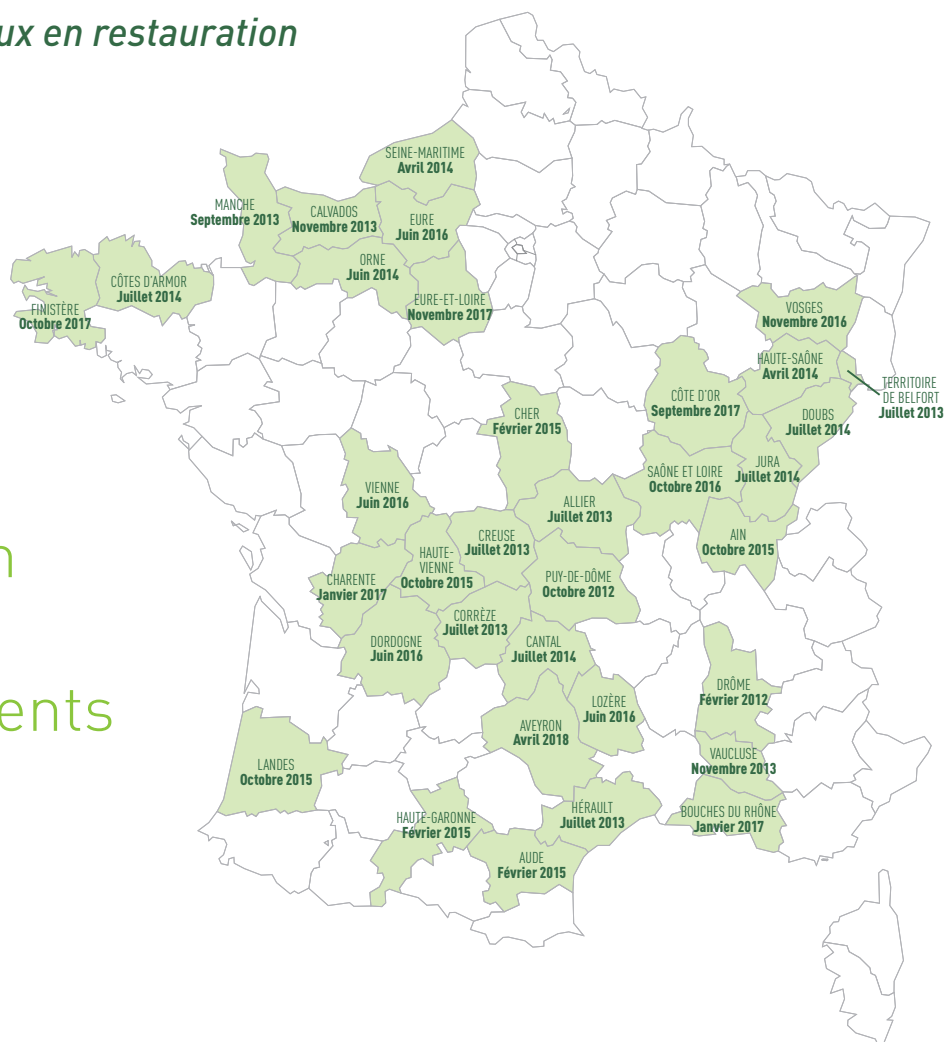 ux en restauration
SEINE-MARITIME
Avril 2014
MANCHE
Septembre 2013
CALVADOS
Novembre 2013
EURE
Juin 2016
ORNE
Juin 2014
CÔTES D'ARMOR
Juillet 2014
FINISTÈRE
Octobre 2017
EURE-ET-LOIRE
Novembre 2017
VOSGES
Novembre 2016
HAUTE-SAÔNE
Avril 2014
TERRITOIRE
DE BELFORT
Juillet 2013
CÔTE D'OR
Septembre 2017
DOUBS
Juillet 2014
CHER
Février 2015
SAÔNE ET LOIRE
Octobre 2016
JURA
Juillet 2014
VIENNE
Juin 2016
ALLIER
Juillet 2013
AIN
Octobre 2015
CREUSE
Juillet 2013
HAUTE-
VIENNE
Octobre 2015
n
CHARENTE
Janvier 2017
PUY-DE-DÔME
Octobre 2012
CORRÈZE
Juillet 2013
DORDOGNE
Juin 2016
CANTAL
Juillet 2014
DRÔME
Février 2012
LOZÈRE
Juin 2016
ents
AVEYRON
Avril 2018
VAUCLUSE
Novembre 2013
LANDES
Octobre 2015
HAUTE-GARONNE
Février 2015
HÉRAULT
Juillet 2013
BOUCHES DU RHÔNE
Janvier 2017
AUDE
Février 2015